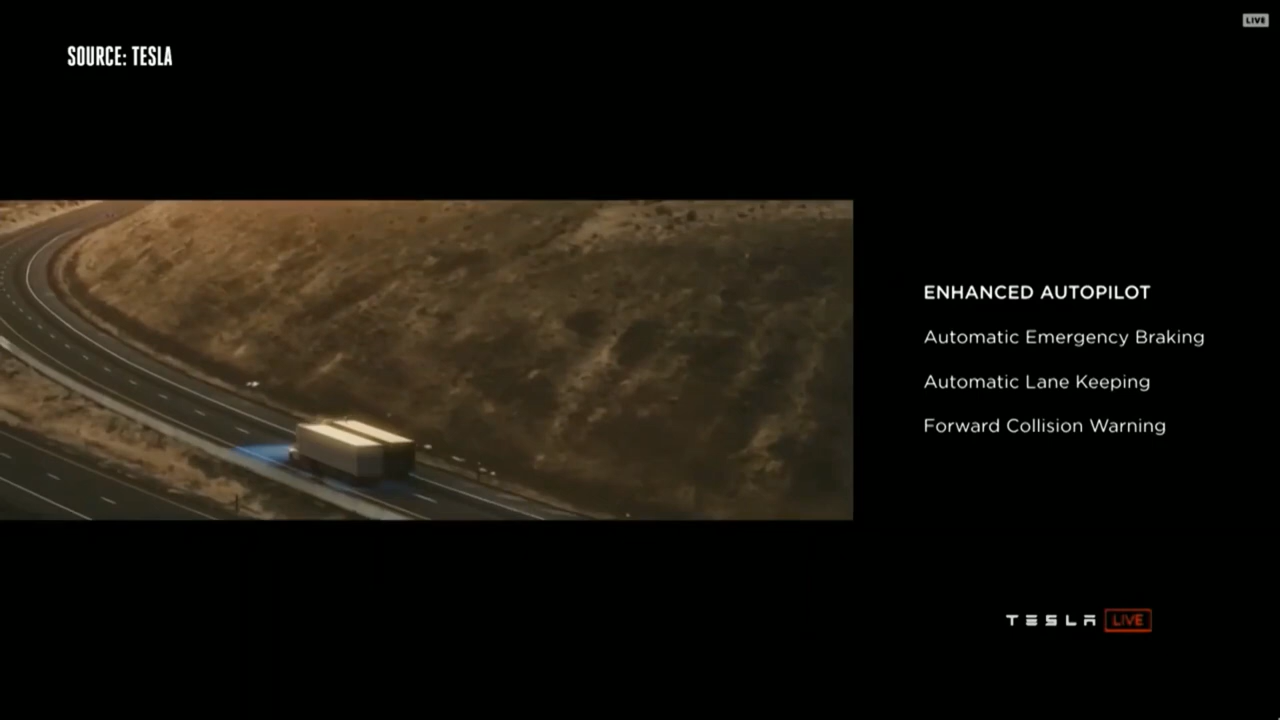 LIVE
SOURCE: TESLA
ENHANCED AUTOPILOT
Automatic Emergency Braking
Automatic Lane Keeping
Forward Collision Warning
TESLA LIVE